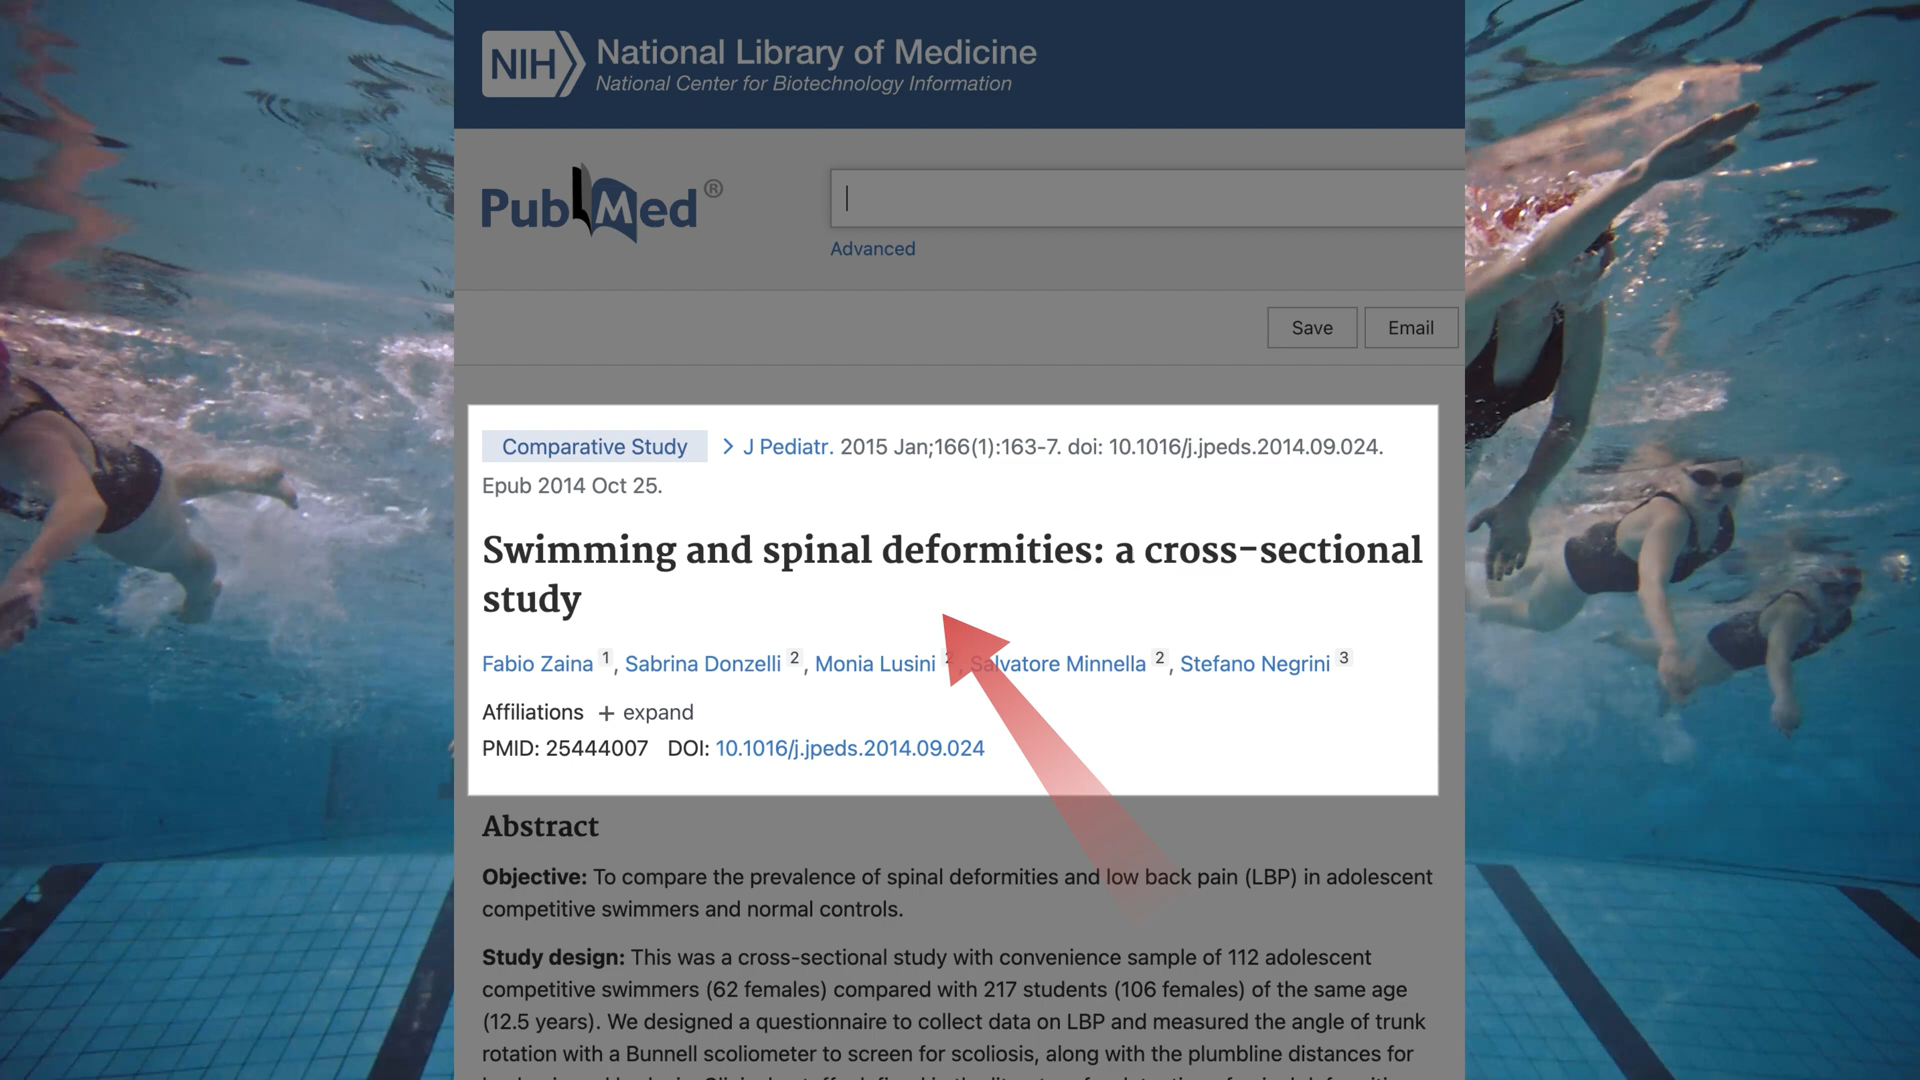 NIH National Library of Medicine
National Center for Biotechnology Information
PubMed®
Advanced
Save Email
Comparative Study > J Pediatr. 2015 Jan;166(1):163-7. doi: 10.1016/j.jpeds.2014.09.024.
Epub 2014 Oct 25.
Swimming and spinal deformities: a cross-sectional
study
Fabio Zaina 1, Sabrina Donzelli 2, Monia Lusini 2, Salvatore Minnella 2, Stefano Negrini 3
Affiliations + expand
PMID: 25444007 DOI: 10.1016/j.jpeds.2014.09.024
Abstract
Objective: To compare the prevalence of spinal deformities and low back pain (LBP) in adolescent
competitive swimmers and normal controls.
Study design: This was a cross-sectional study with convenience sample of 112 adolescent
competitive swimmers (62 females) compared with 217 students (106 females) of the same age
(12.5 years). We designed a questionnaire to collect data on LBP and measured the angle of trunk
rotation with a Bunnell scoliometer to screen for scoliosis, along with the plumbline distances for